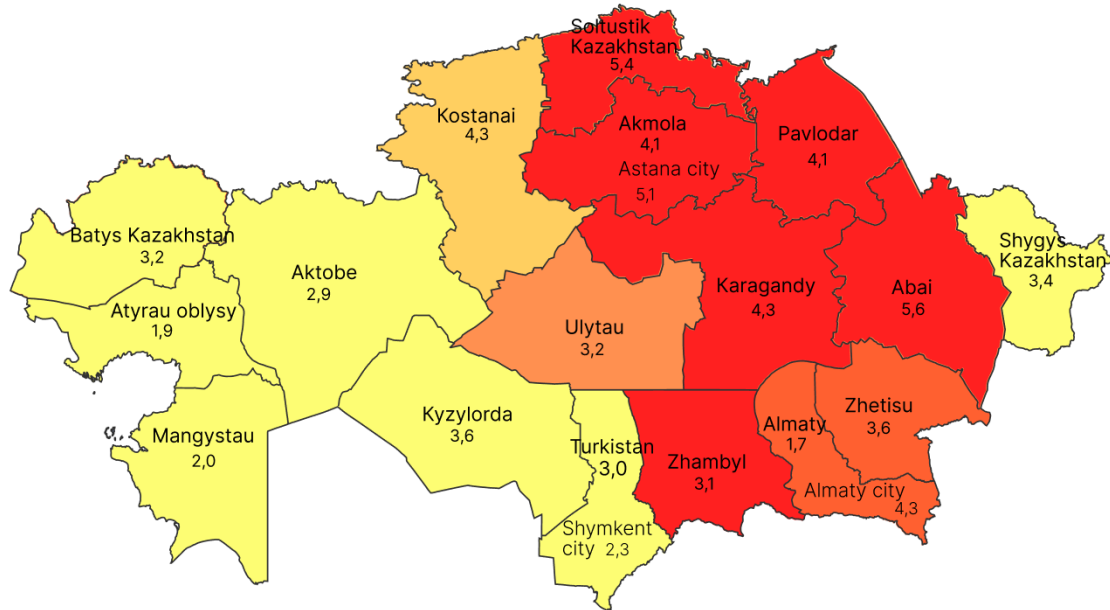 Soltustik
Kazakhstan
5,4
Kostanai
4,3
Akmola
4,1
Astana city
5,1
Pavlodar
4,1
Batys Kazakhstan
3,2
Aktobe
2,9
Atyrau oblysy
1,9
Mangystau
2,0
Ulytau
3,2
Karagandy
4,3
Abai
5,6
Shygys
Kazakhstan
3,4
Kyzylorda
3,6
Turkistan
3,0
Shymkent
city 2,3
Zhambyl
3,1
Almaty
1,7
Zhetisu
3,6
Almaty city
4,3